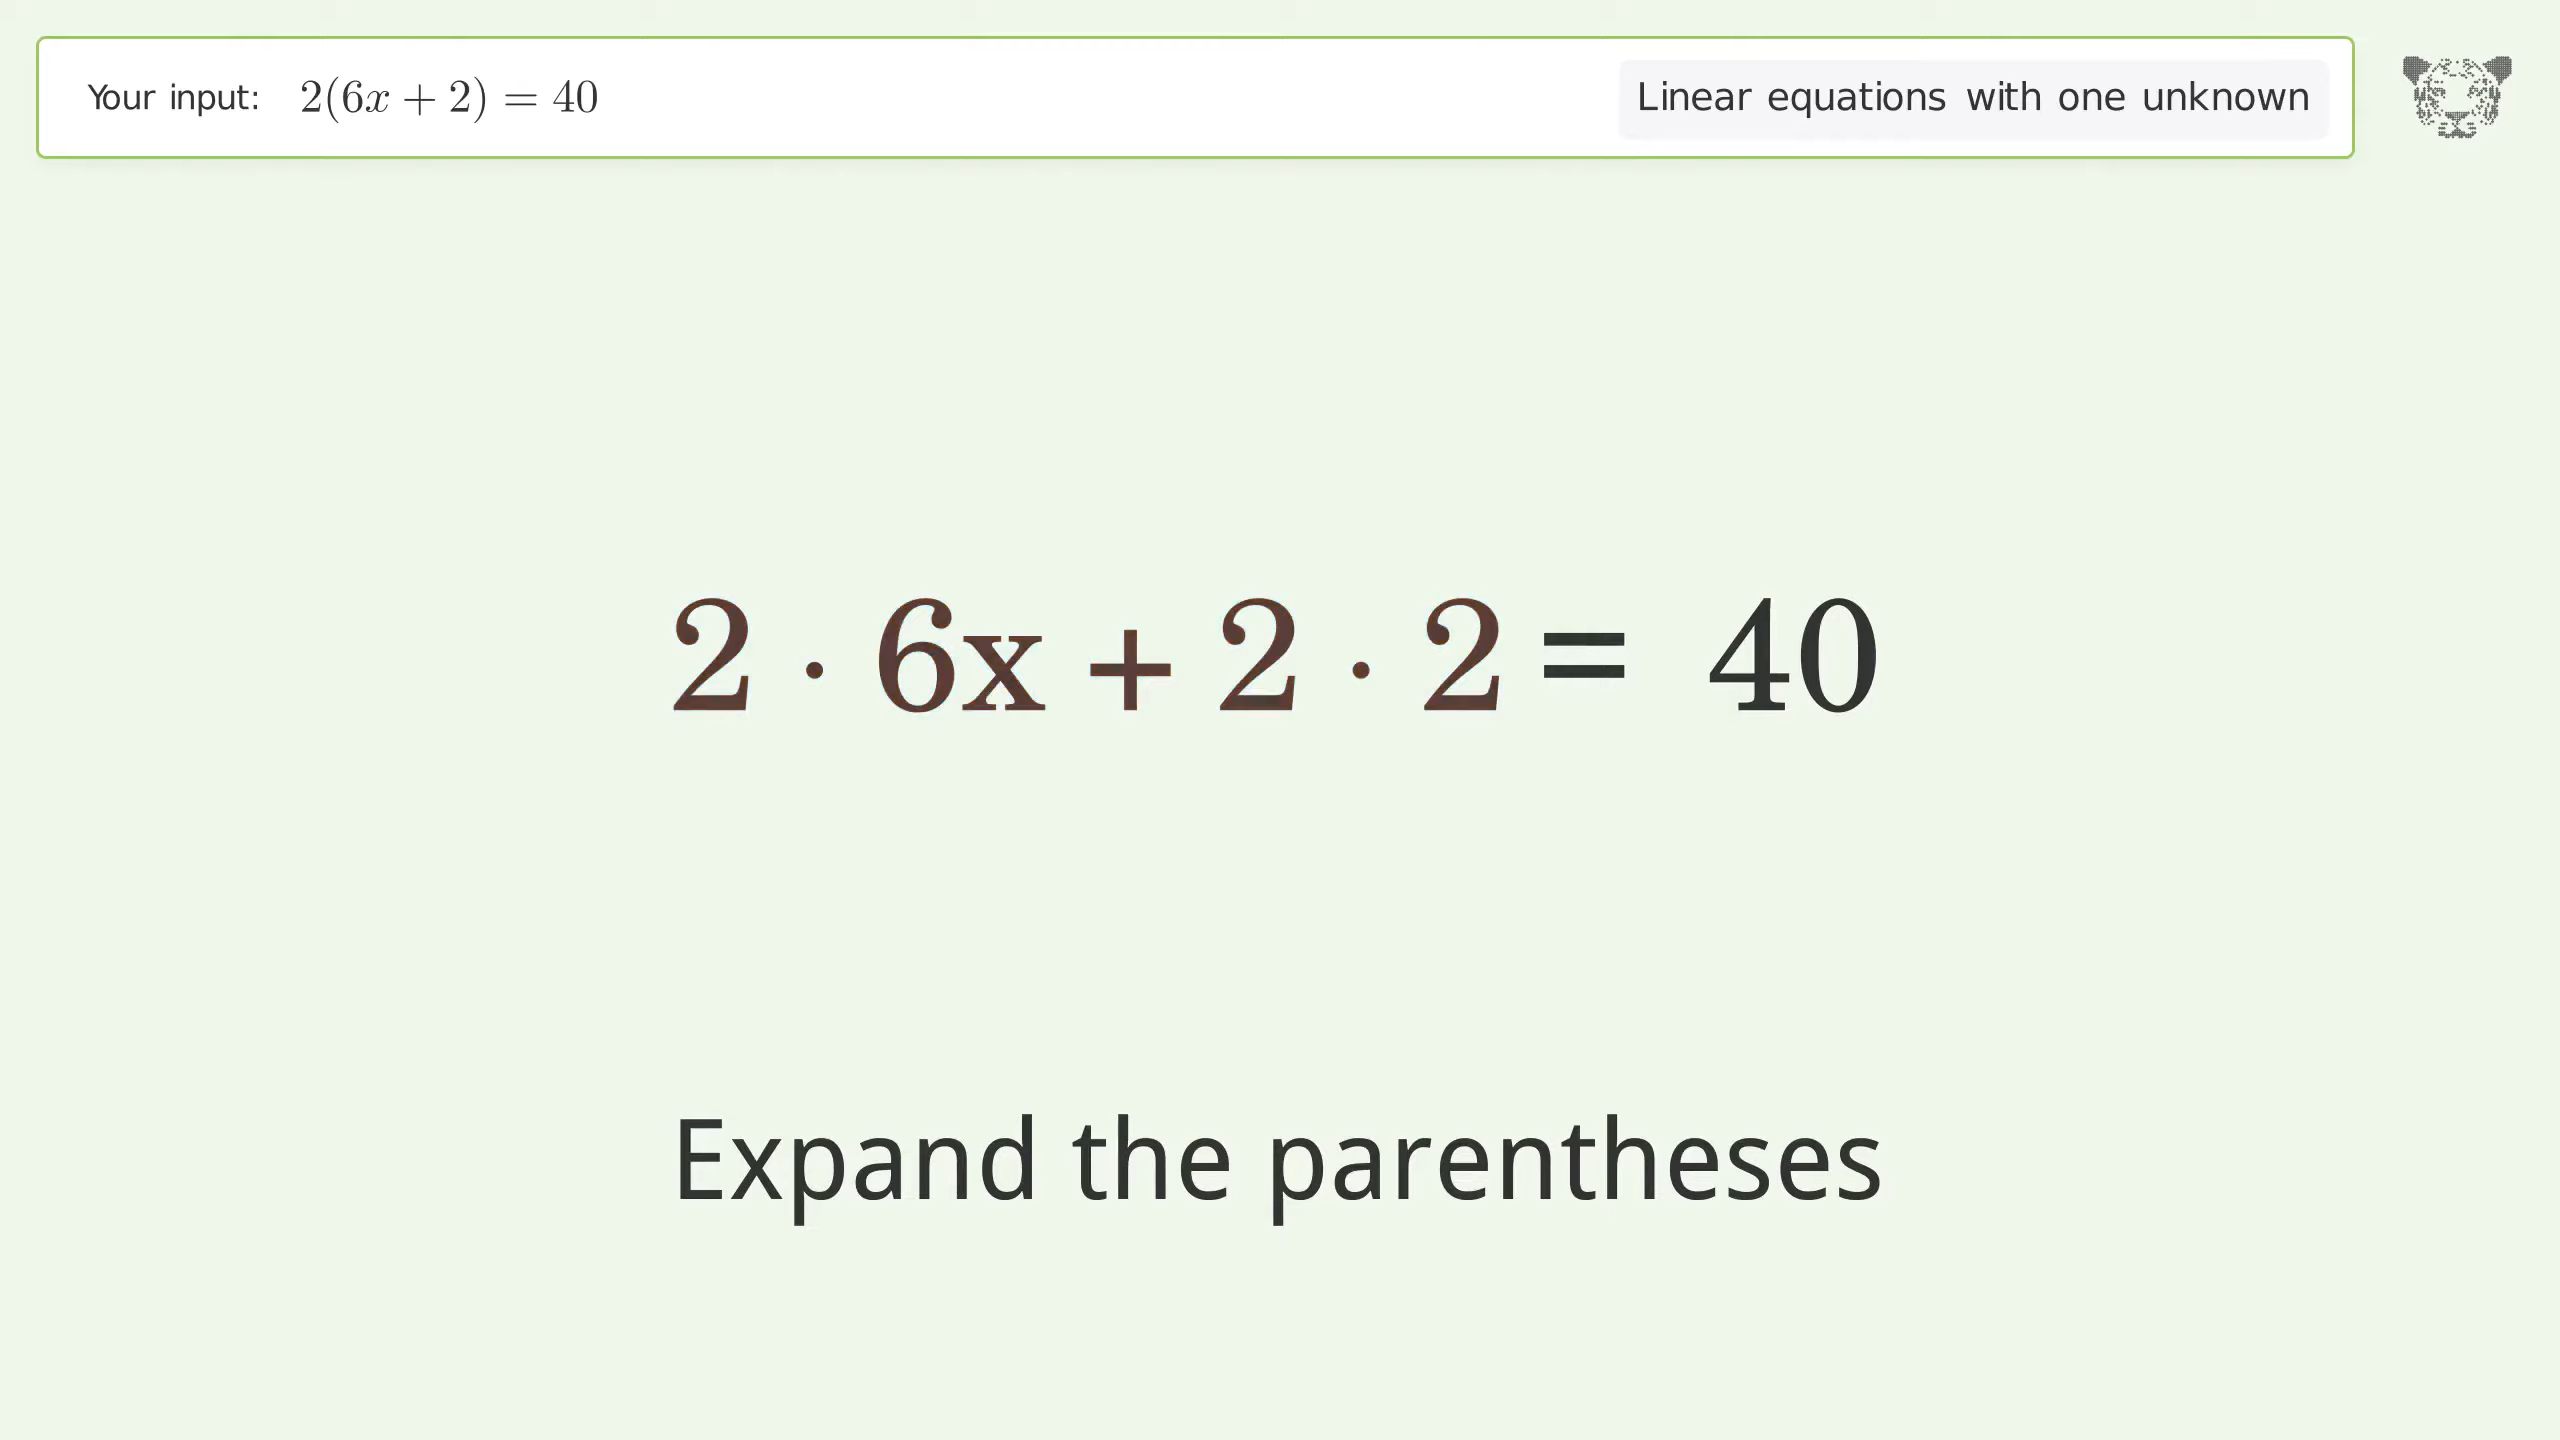 Your input: 2(6x + 2) = 40
Linear equations with one unknown
2 · 6x + 2 · 2 = 40
Expand the parentheses